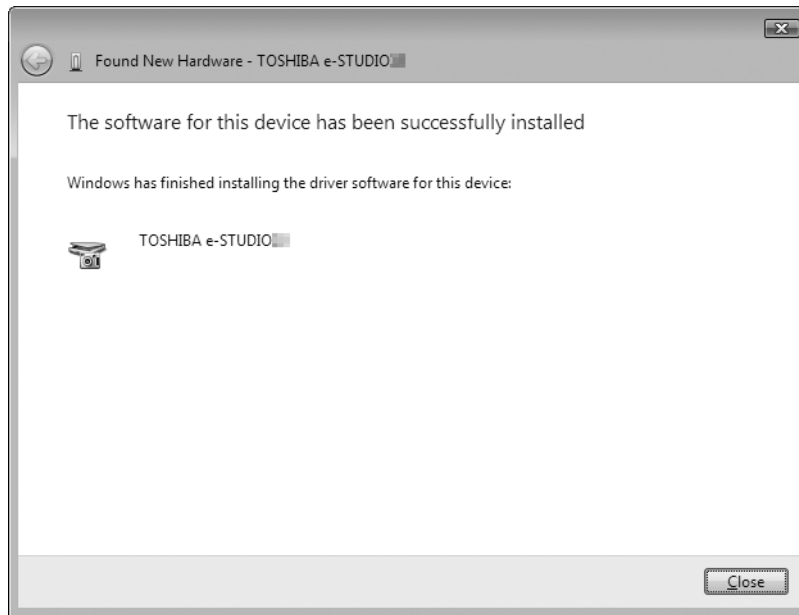 Found New Hardware - TOSHIBA e-STUDIO
The software for this device has been successfully installed
Windows has finished installing the driver software for this device:
TOSHIBA e-STUDIO
Close